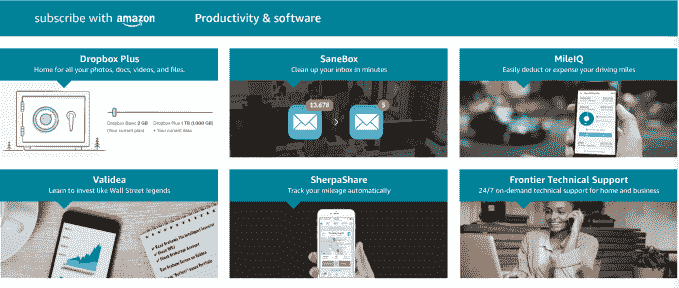 subscribe with amazon
Productivity & software
Dropbox Plus
Home for all your photos, docs, videos, and files.
Dropbox Basic 2 GB
(Your current plan)
Dropbox Plus 1 TB (1,000 GB)
+ Your current data
SaneBox
Clean up your inbox in minutes
13,678
5
MileIQ
Easily deduct or expense your driving miles
Validea
Learn to invest like Wall Street legends
SherpaShare
Track your mileage automatically
Frontier Technical Support
24/7 on-demand technical support for home and business